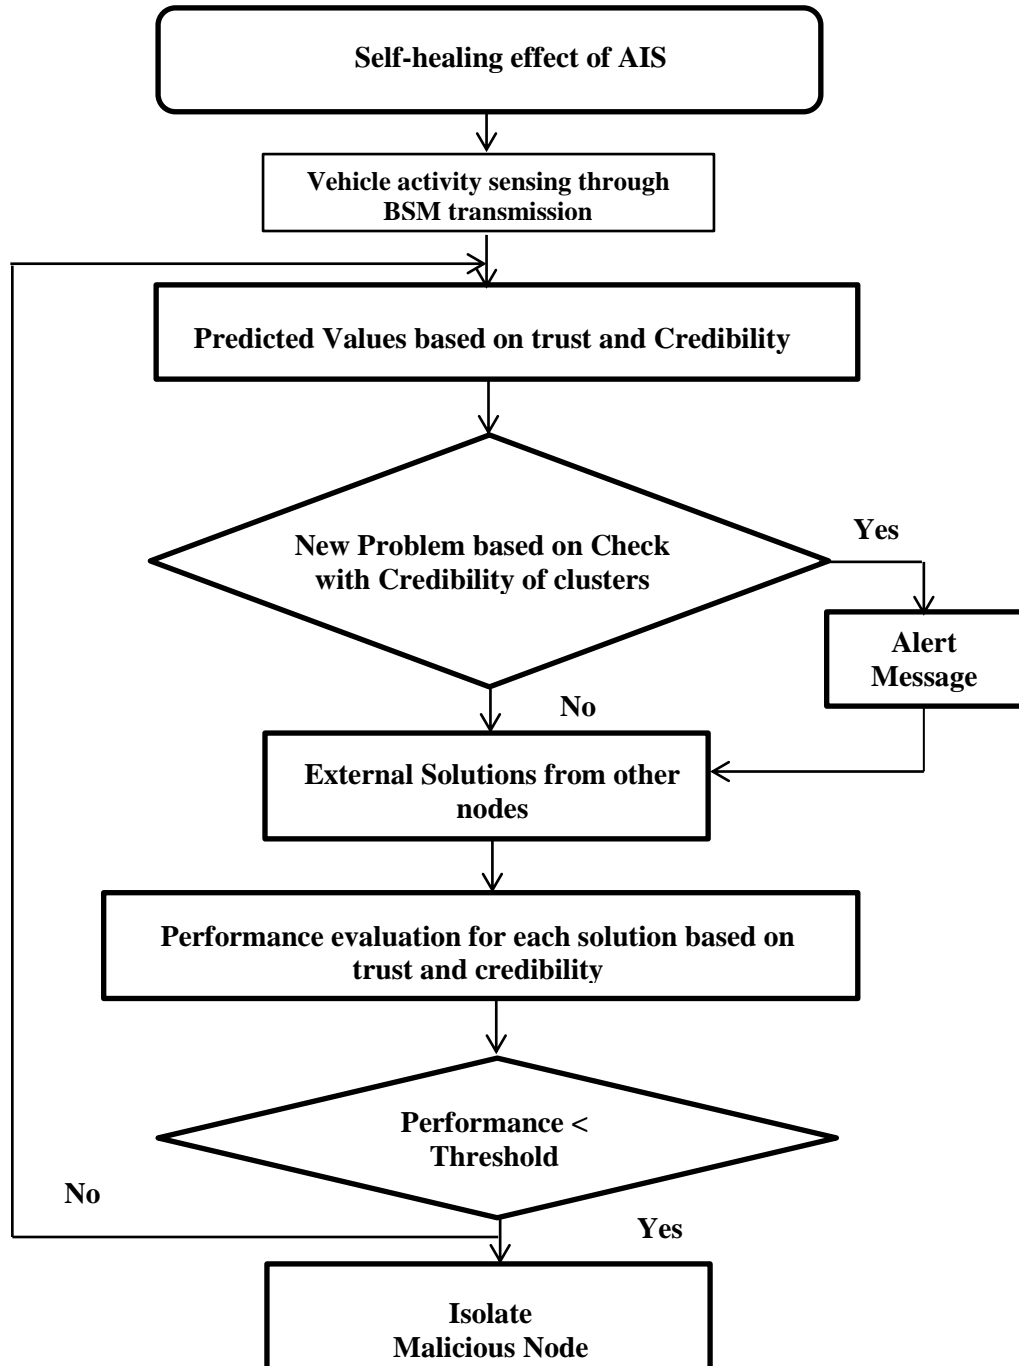 Self-healing effect of AIS
Vehicle activity sensing through
BSM transmission
Predicted Values based on trust and Credibility
New Problem based on Check
with Credibility of clusters
Yes
Alert
Message
No
External Solutions from other
nodes
Performance evaluation for each solution based on
trust and credibility
Performance <
Threshold
No
Yes
Isolate
Malicious Node